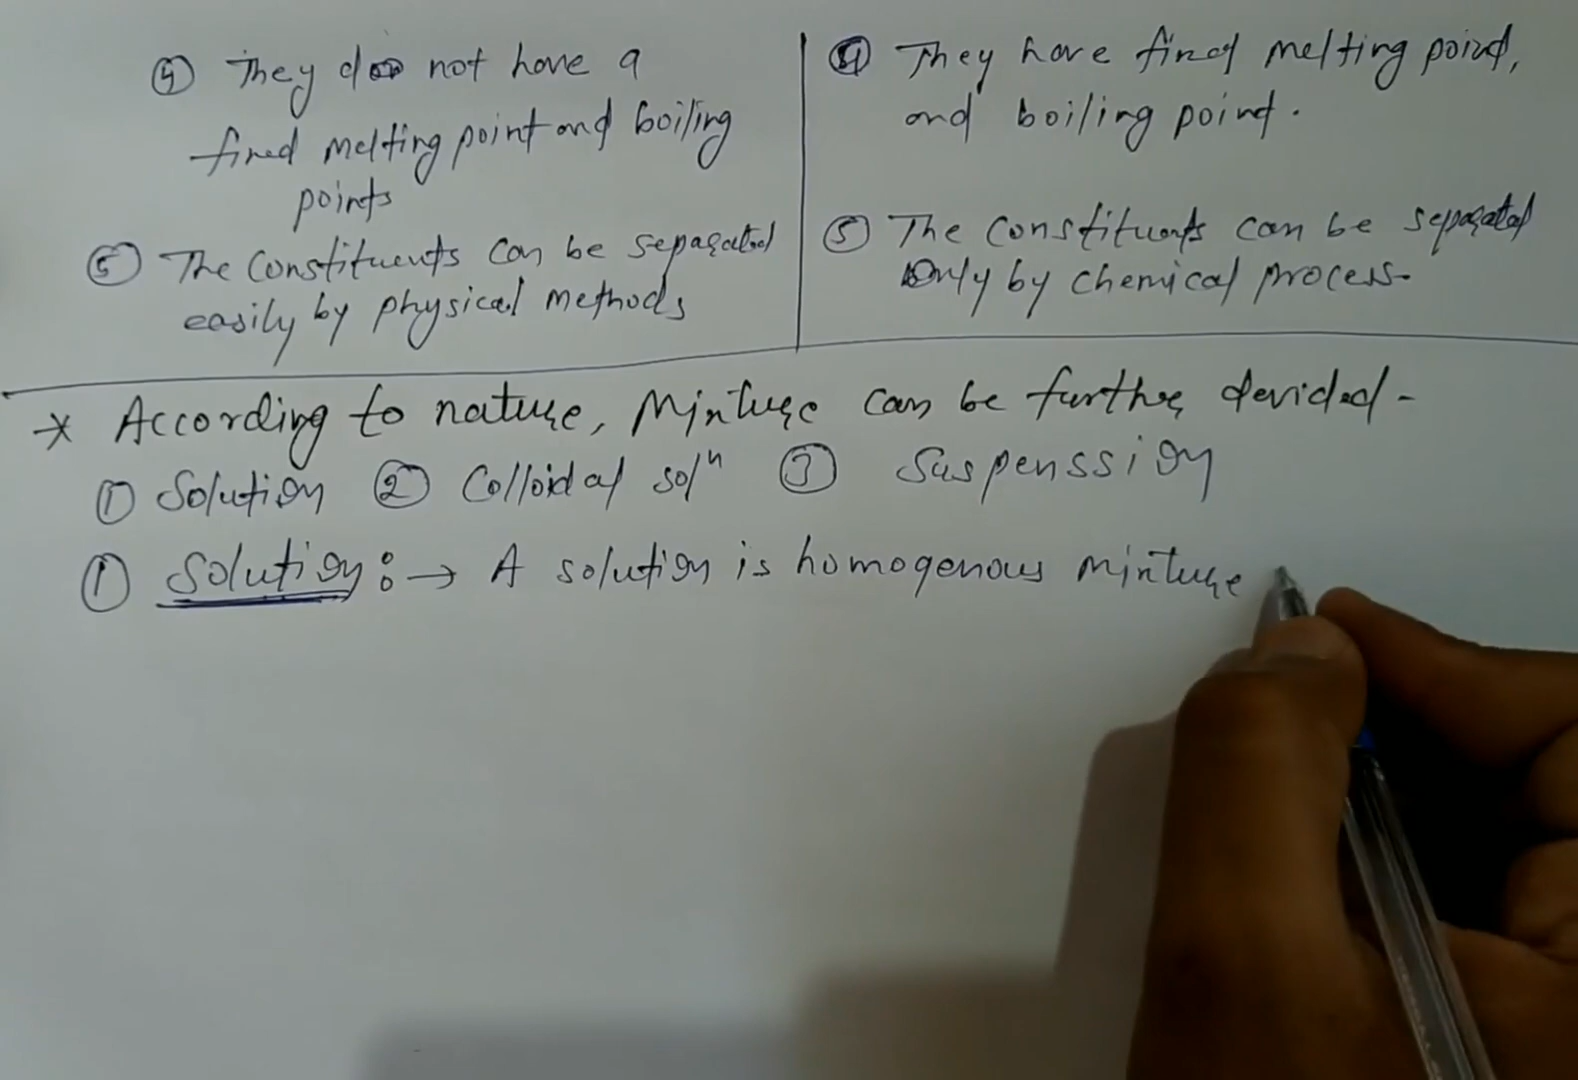 ④ They do not have a
fixed melting point and boiling
points
⑤ The Constituents can be separated
easily by physical methods
④ They have fixed melting point,
and boiling point.
⑤ The Constituents can be separated
Only by chemical process-
* According to nature, Mixture can be further devided-
① Solution ② Colloidal solⁿ ③ Suspenssion
① Solution :→ A solution is homogenous mixture